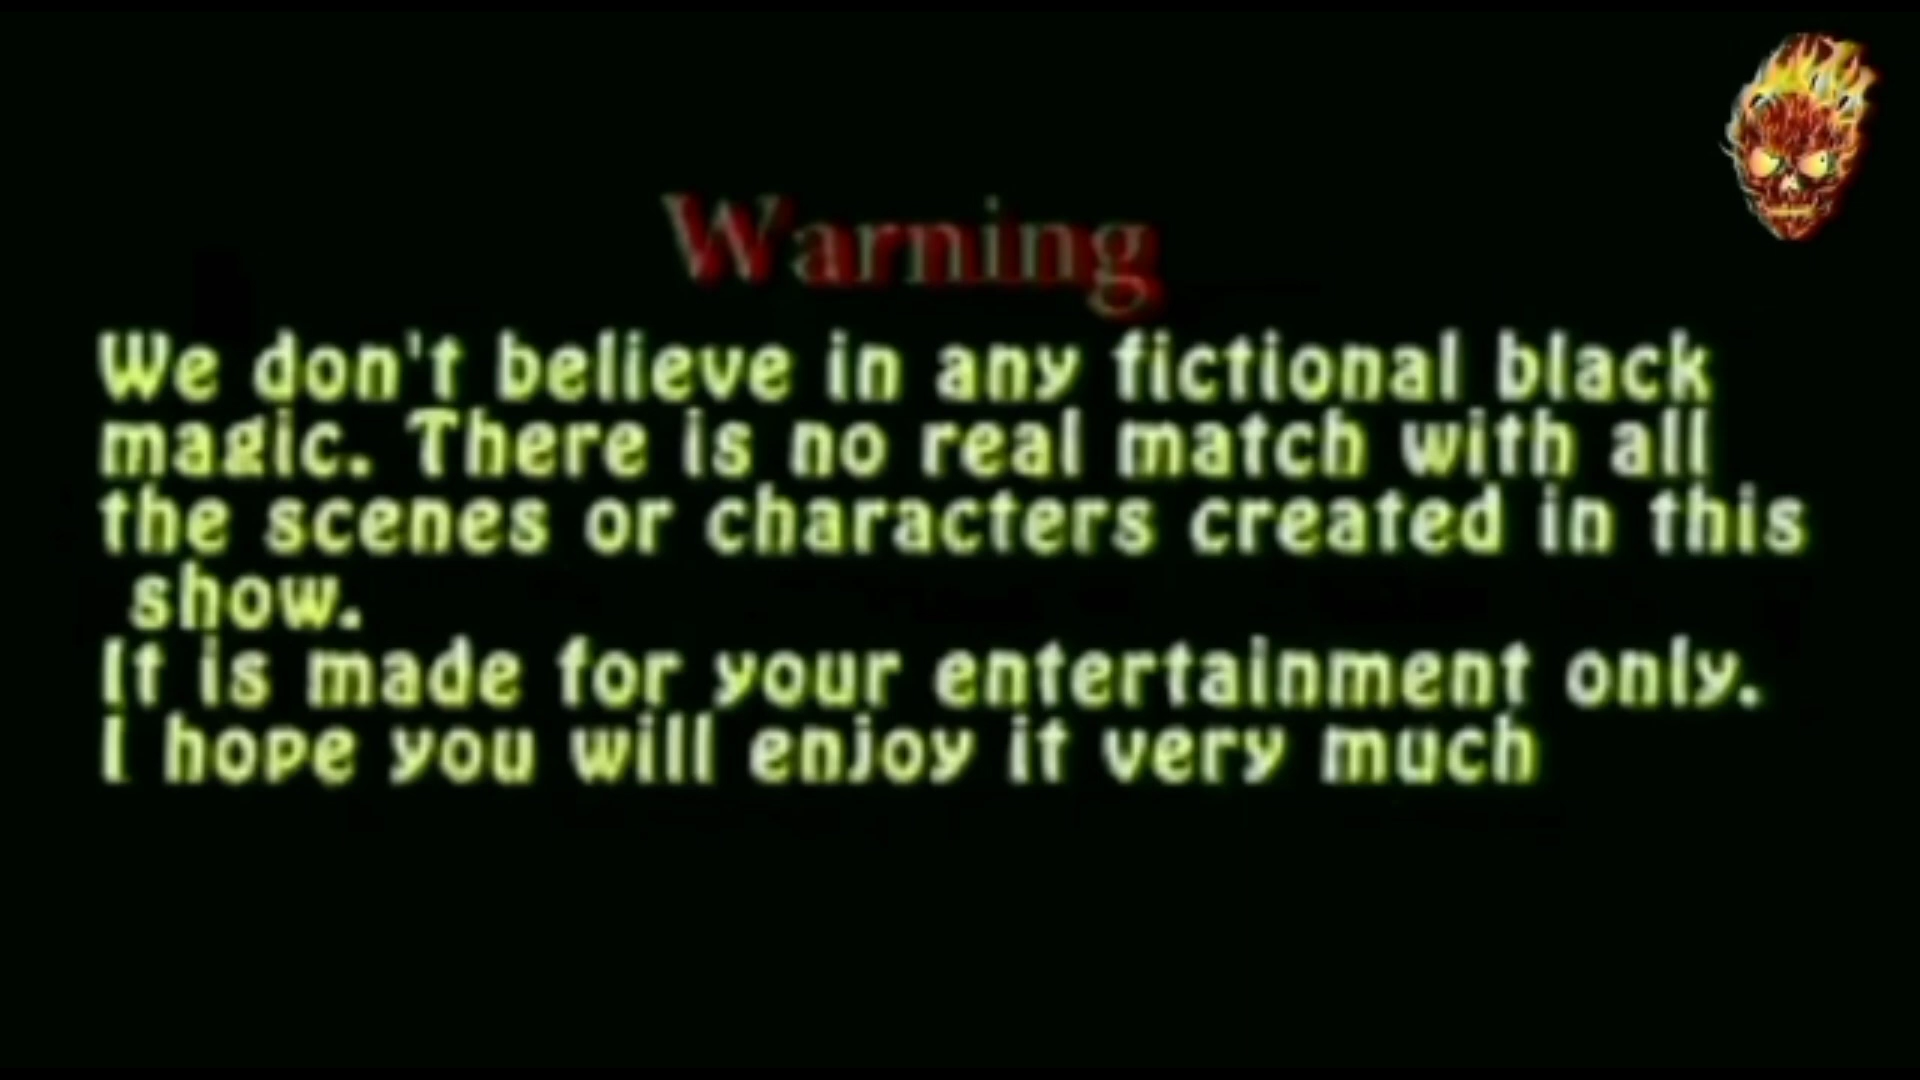 Warning
We don't believe in any fictional black
magic. There is no real match with all
the scenes or characters created in this
show.
It is made for your entertainment only.
I hope you will enjoy it very much